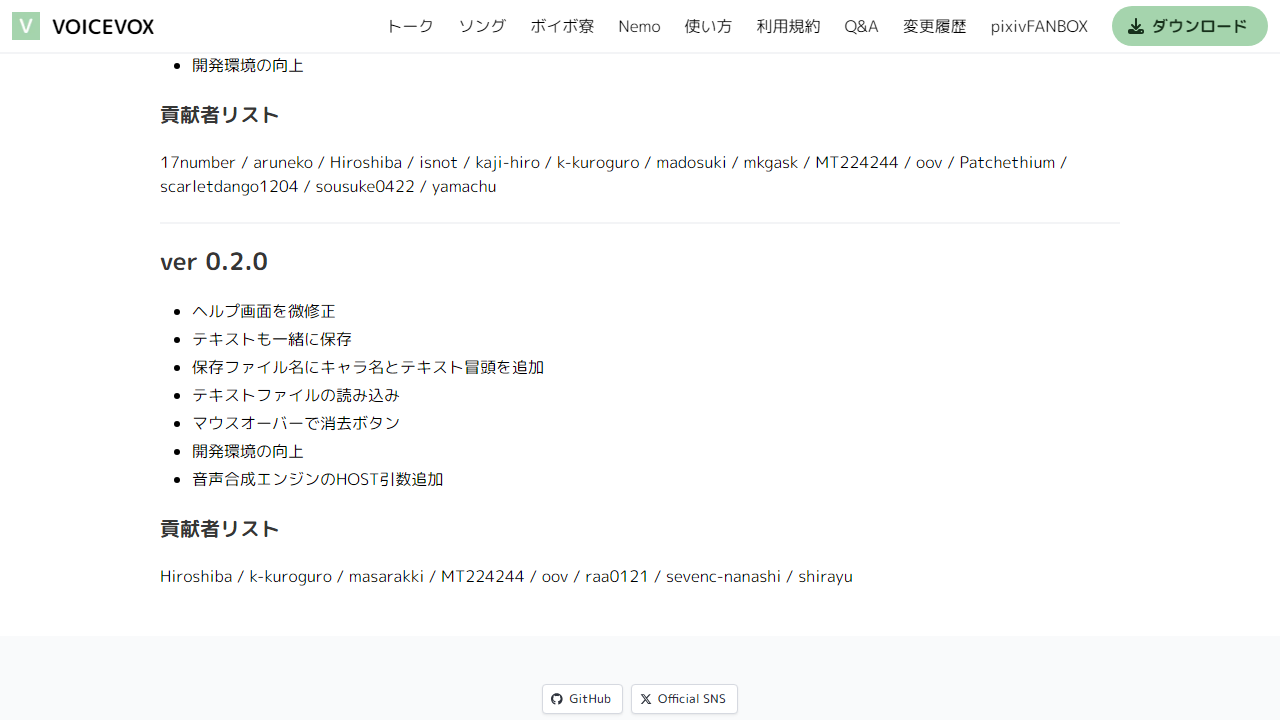 V VOICEVOX トーク ソング ボイボ寮 Nemo 使い方 利用規約 Q&A 変更履歴 pixivFANBOX ダウンロード
開発環境の向上
貢献者リスト
17number / aruneko / Hiroshiba / isnot / kaji-hiro / k-kuroguro / madosuki / mkgask / MT224244 / oov / Patchethium /
scarletdango1204 / sousuke0422 / yamachu
ver 0.2.0
ヘルプ画面を微修正
テキストも一緒に保存
保存ファイル名にキャラ名とテキスト冒頭を追加
テキストファイルの読み込み
マウスオーバーで消去ボタン
開発環境の向上
音声合成エンジンのHOST引数追加
貢献者リスト
Hiroshiba / k-kuroguro / masarakki / MT224244 / oov / raa0121 / sevenc-nanashi / shirayu
GitHub Official SNS